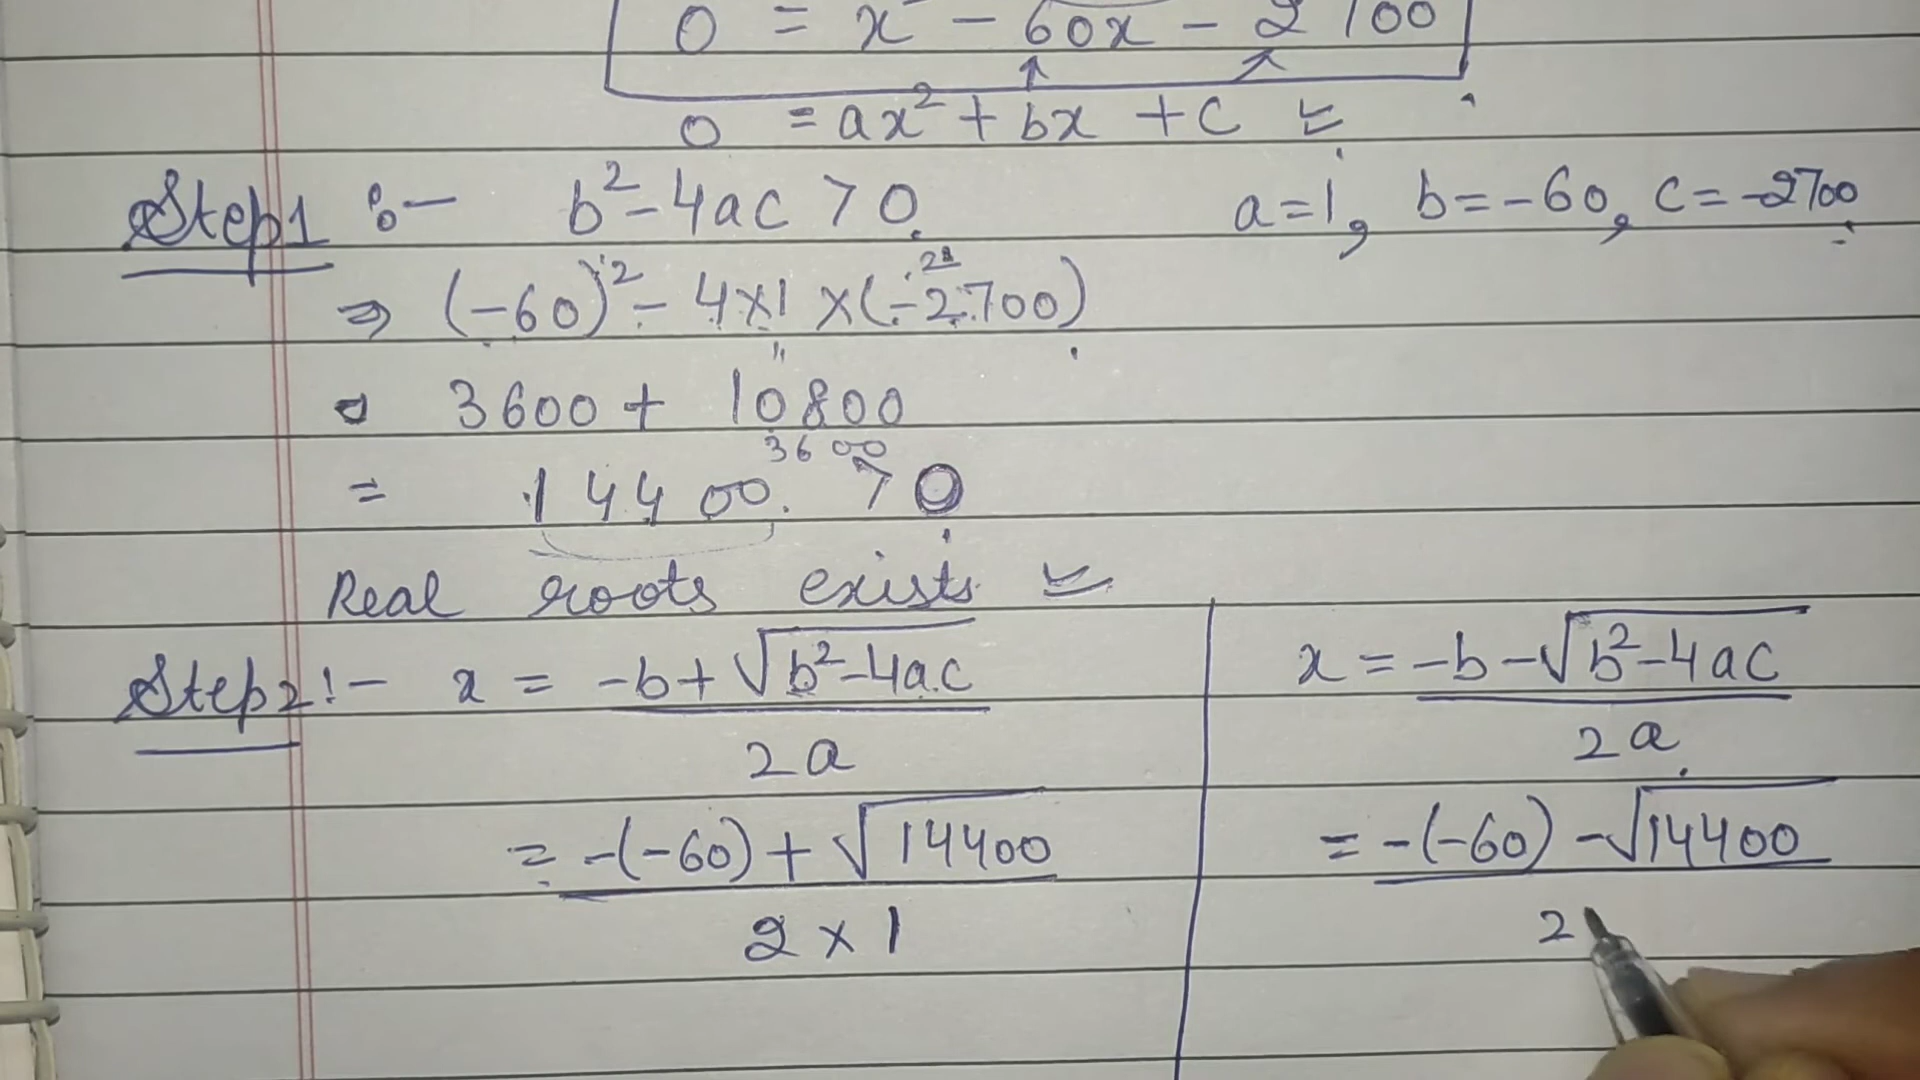 0 = x² - 60x - 2700
0 = ax² + bx + c
Step1 :- b² - 4ac > 0 a = 1, b = -60, c = -2700
⇒ (-60)² - 4×1×(-2700)
3600 + 10800
3600
= 14400 > 0
Real roots exists
Step2 :- x = -b + √b² - 4ac
2a
= -(-60) + √14400
2 × 1
x = -b - √b² - 4ac
2a
= -(-60) - √14400
2